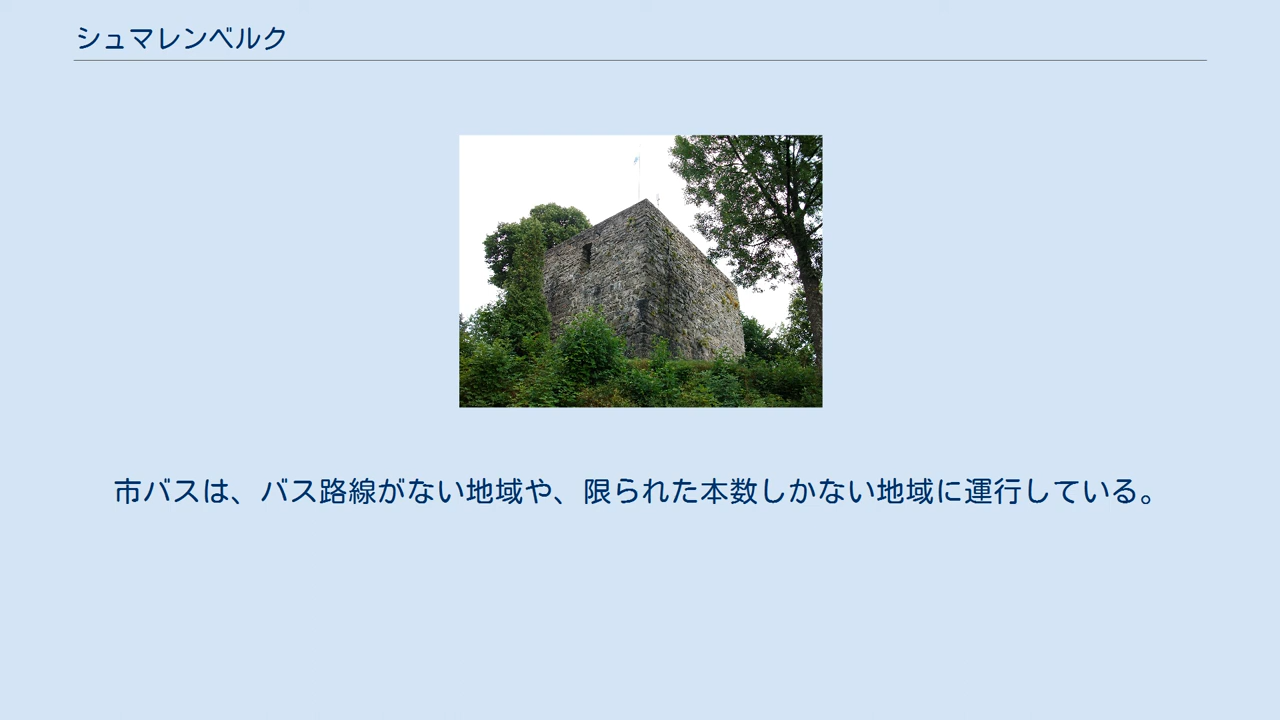 シュマレンベルク
市バスは、バス路線がない地域や、限られた本数しかない地域に運行している。